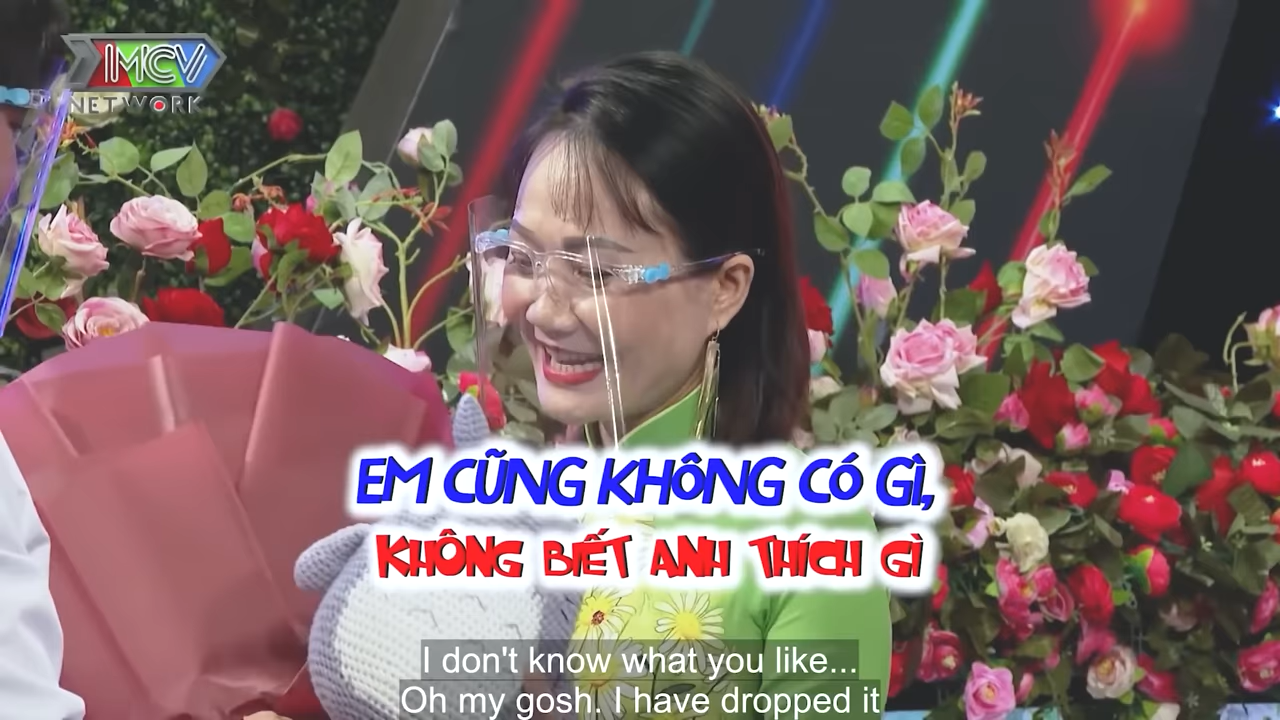 MCV
NETWORK
EM CŨNG KHÔNG CÓ GÌ,
KHÔNG BIẾT ANH THÍCH GÌ
I don't know what you like...
Oh my gosh. I have dropped it